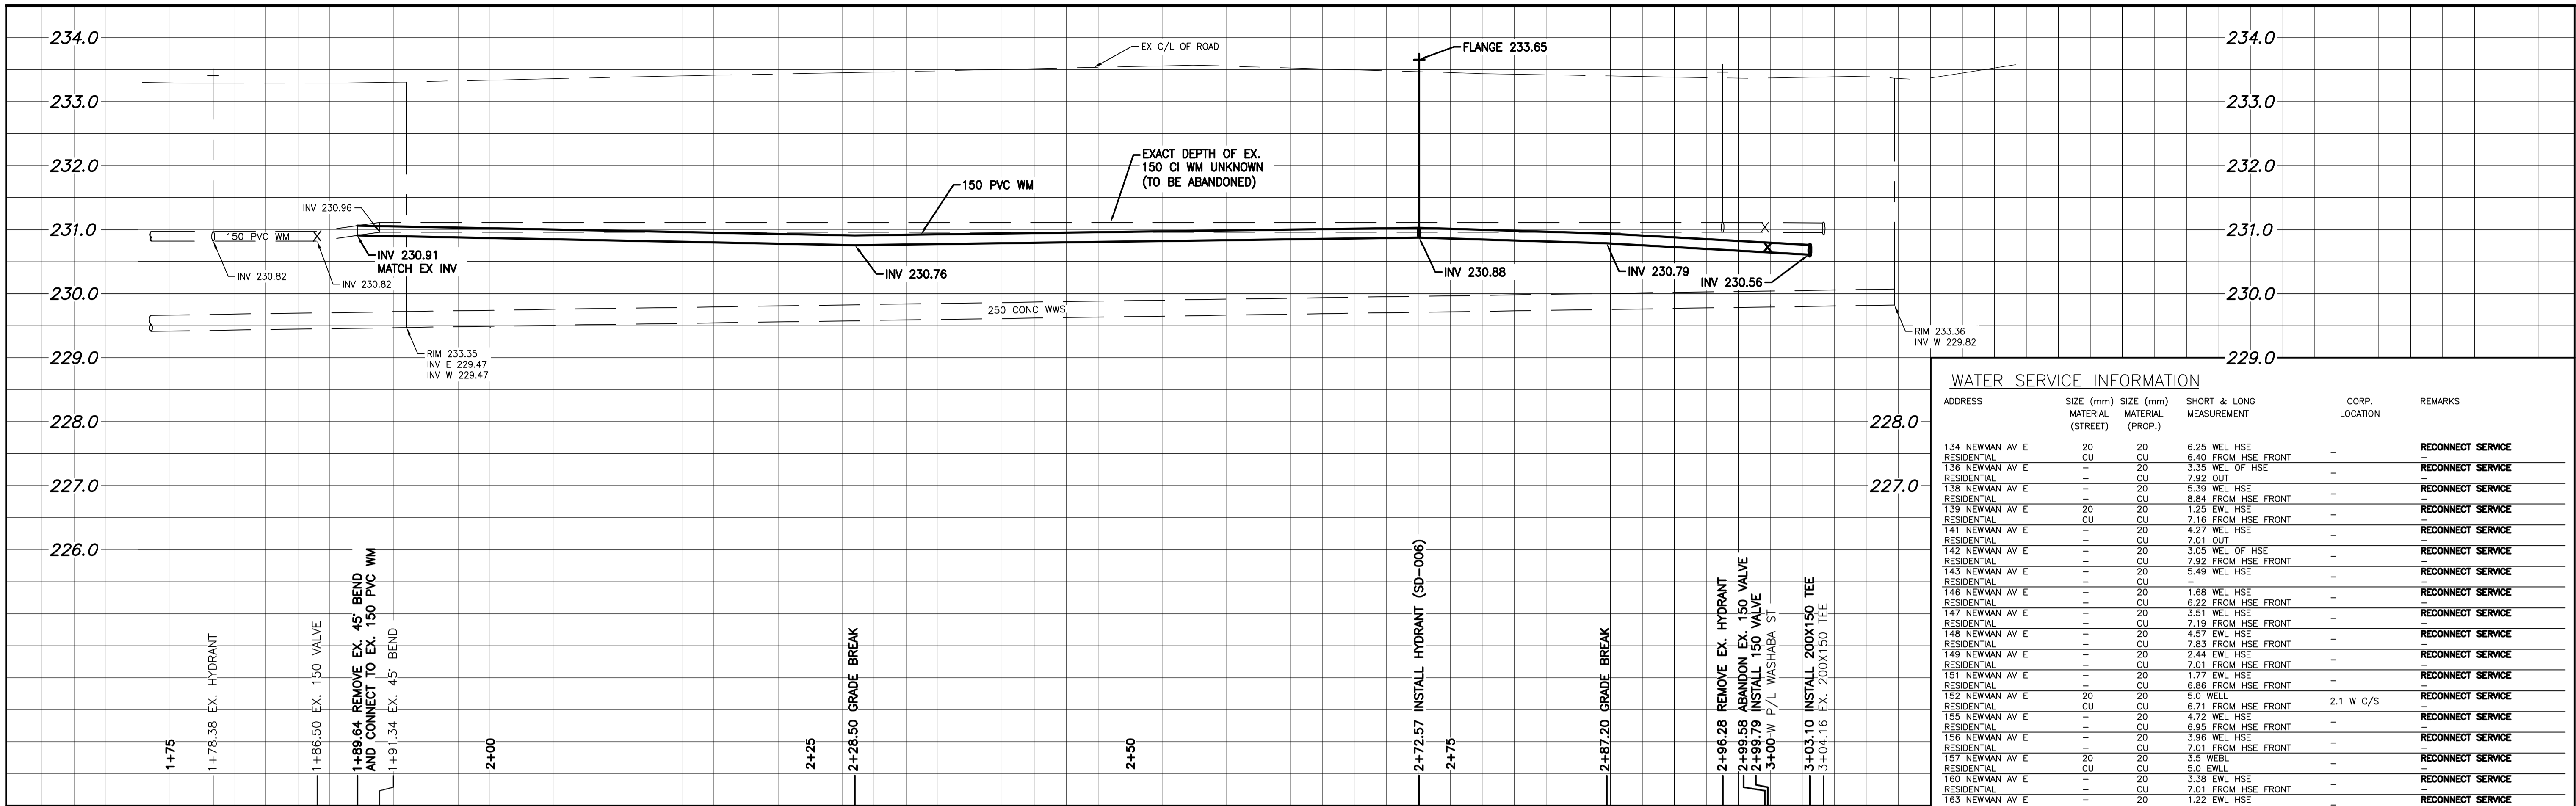 234.0
234.0
EX C/L OF ROAD
FLANGE 233.65
233.0
233.0
232.0
232.0
EXACT DEPTH OF EX.
150 CI WM UNKNOWN
(TO BE ABANDONED)
150 PVC WM
INV 230.96
231.0
231.0
150 PVC WM
INV 230.91
MATCH EX INV
INV 230.82
INV 230.82
INV 230.76
INV 230.88
INV 230.79
INV 230.56
230.0
230.0
250 CONC WWS
RIM 233.36
INV W 229.82
229.0
229.0
RIM 233.35
INV E 229.47
INV W 229.47
228.0
228.0
227.0
227.0
226.0
1+75
1+78.38 EX. HYDRANT
1+86.50 EX. 150 VALVE
1+89.64 REMOVE EX. 45° BEND
AND CONNECT TO EX. 150 PVC WM
1+91.34 EX. 45° BEND
2+00
2+25
2+28.50 GRADE BREAK
2+50
2+72.57 INSTALL HYDRANT (SD-006)
2+75
2+87.20 GRADE BREAK
2+96.28 REMOVE EX. HYDRANT
2+99.58 ABANDON EX. 150 VALVE
2+99.79 INSTALL 150 VALVE
3+00 W P/L WASHABA ST
3+03.10 INSTALL 200X150 TEE
3+04.16 EX. 200X150 TEE
WATER SERVICE INFORMATION
ADDRESS SIZE (mm) SIZE (mm) SHORT & LONG CORP. REMARKS
MATERIAL MATERIAL MEASUREMENT LOCATION
(STREET) (PROP.)
134 NEWMAN AV E 20 20 6.25 WEL HSE – RECONNECT SERVICE
RESIDENTIAL CU CU 6.40 FROM HSE FRONT –
136 NEWMAN AV E – 20 3.35 WEL OF HSE – RECONNECT SERVICE
RESIDENTIAL – CU 7.92 OUT –
138 NEWMAN AV E – 20 5.39 WEL HSE – RECONNECT SERVICE
RESIDENTIAL – CU 8.84 FROM HSE FRONT –
139 NEWMAN AV E 20 20 1.25 EWL HSE – RECONNECT SERVICE
RESIDENTIAL CU CU 7.16 FROM HSE FRONT –
141 NEWMAN AV E – 20 4.27 WEL HSE – RECONNECT SERVICE
RESIDENTIAL – CU 7.01 OUT –
142 NEWMAN AV E – 20 3.05 WEL OF HSE – RECONNECT SERVICE
RESIDENTIAL – CU 7.92 FROM HSE FRONT –
143 NEWMAN AV E – 20 5.49 WEL HSE – RECONNECT SERVICE
RESIDENTIAL – CU – –
146 NEWMAN AV E – 20 1.68 WEL HSE – RECONNECT SERVICE
RESIDENTIAL – CU 6.22 FROM HSE FRONT –
147 NEWMAN AV E – 20 3.51 WEL HSE – RECONNECT SERVICE
RESIDENTIAL – CU 7.19 FROM HSE FRONT –
148 NEWMAN AV E – 20 4.57 EWL HSE – RECONNECT SERVICE
RESIDENTIAL – CU 7.83 FROM HSE FRONT –
149 NEWMAN AV E – 20 2.44 EWL HSE – RECONNECT SERVICE
RESIDENTIAL – CU 7.01 FROM HSE FRONT –
151 NEWMAN AV E – 20 1.77 EWL HSE – RECONNECT SERVICE
RESIDENTIAL – CU 6.86 FROM HSE FRONT –
152 NEWMAN AV E 20 20 5.0 WELL 2.1 W C/S RECONNECT SERVICE
RESIDENTIAL CU CU 6.71 FROM HSE FRONT –
155 NEWMAN AV E – 20 4.72 WEL HSE – RECONNECT SERVICE
RESIDENTIAL – CU 6.95 FROM HSE FRONT –
156 NEWMAN AV E – 20 3.96 WEL HSE – RECONNECT SERVICE
RESIDENTIAL – CU 7.01 FROM HSE FRONT –
157 NEWMAN AV E 20 20 3.5 WEBL – RECONNECT SERVICE
RESIDENTIAL CU CU 5.0 EWLL –
160 NEWMAN AV E – 20 3.38 EWL HSE – RECONNECT SERVICE
RESIDENTIAL – CU 7.01 FROM HSE FRONT –
163 NEWMAN AV E – 20 1.22 EWL HSE – RECONNECT SERVICE